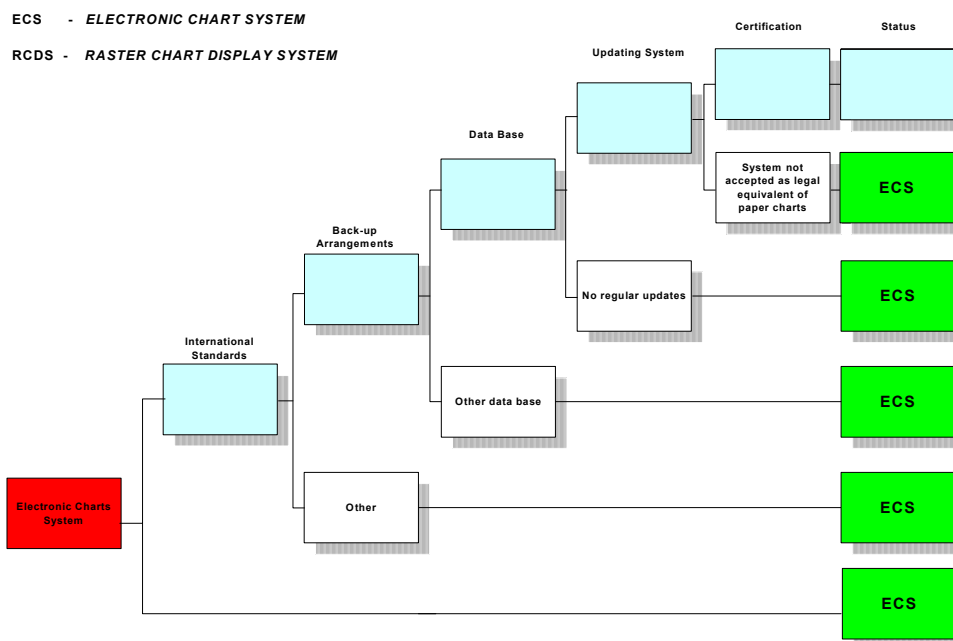 ECS - ELECTRONIC CHART SYSTEM
RCDS - RASTER CHART DISPLAY SYSTEM
Certification
Status
Updating System
Data Base
System not
accepted as legal
equivalent of
paper charts
ECS
Back-up
Arrangements
No regular updates
ECS
International
Standards
Other data base
ECS
Electronic Charts
System
Other
ECS
ECS